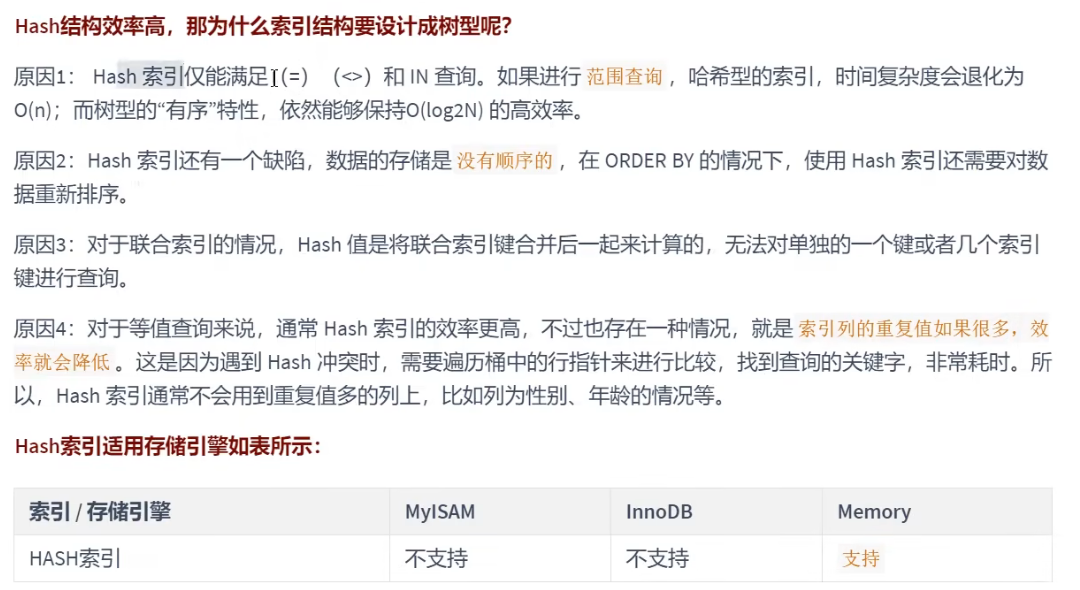 Hash结构效率高，那为什么索引结构要设计成树型呢？
原因1： Hash 索引仅能满足（=）（<>）和 IN 查询。如果进行 范围查询 ，哈希型的索引，时间复杂度会退化为
O(n)；而树型的“有序”特性，依然能够保持O(log2N) 的高效率。
原因2：Hash 索引还有一个缺陷，数据的存储是 没有顺序的 ，在 ORDER BY 的情况下，使用 Hash 索引还需要对数
据重新排序。
原因3：对于联合索引的情况，Hash 值是将联合索引键合并后一起来计算的，无法对单独的一个键或者几个索引
键进行查询。
原因4：对于等值查询来说，通常 Hash 索引的效率更高，不过也存在一种情况，就是 索引列的重复值如果很多，效
率就会降低 。这是因为遇到 Hash 冲突时，需要遍历桶中的行指针来进行比较，找到查询的关键字，非常耗时。所
以，Hash 索引通常不会用到重复值多的列上，比如列为性别、年龄的情况等。
Hash索引适用存储引擎如表所示：
索引 / 存储引擎 MyISAM InnoDB Memory
HASH索引 不支持 不支持 支持